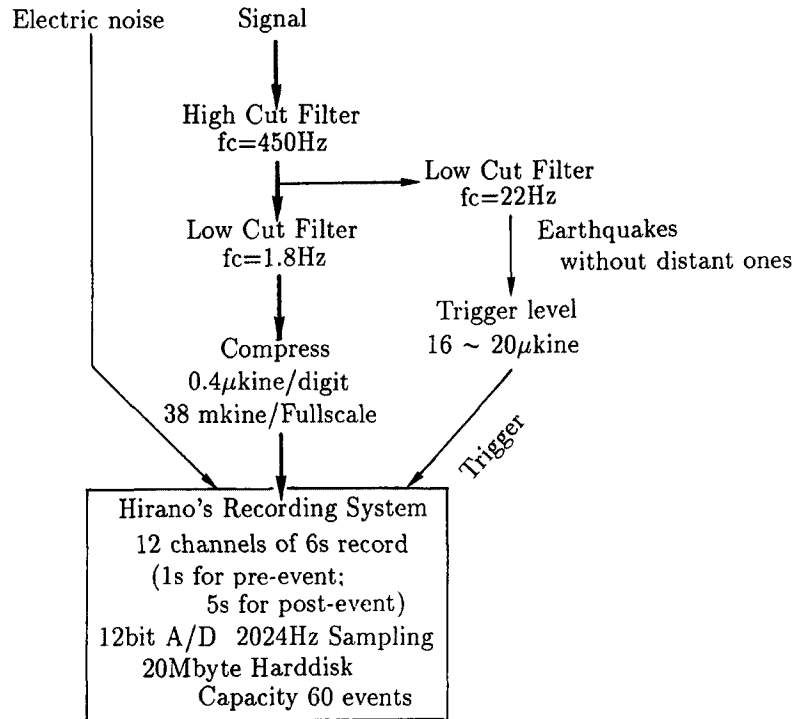 Electric noise
Signal
High Cut Filter
fc=450Hz
Low Cut Filter
fc=22Hz
Low Cut Filter
fc=1.8Hz
Earthquakes
without distant ones
Trigger level
16 ~ 20μkine
Compress
0.4μkine/digit
38 mkine/Fullscale
Trigger
Hirano's Recording System
12 channels of 6s record
(1s for pre-event;
5s for post-event)
12bit A/D 2024Hz Sampling
20Mbyte Harddisk
Capacity 60 events